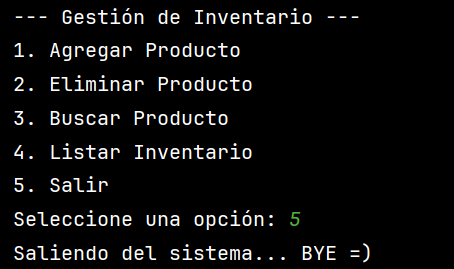 --- Gestión de Inventario ---
1. Agregar Producto
2. Eliminar Producto
3. Buscar Producto
4. Listar Inventario
5. Salir
Seleccione una opción: 5
Saliendo del sistema... BYE =)